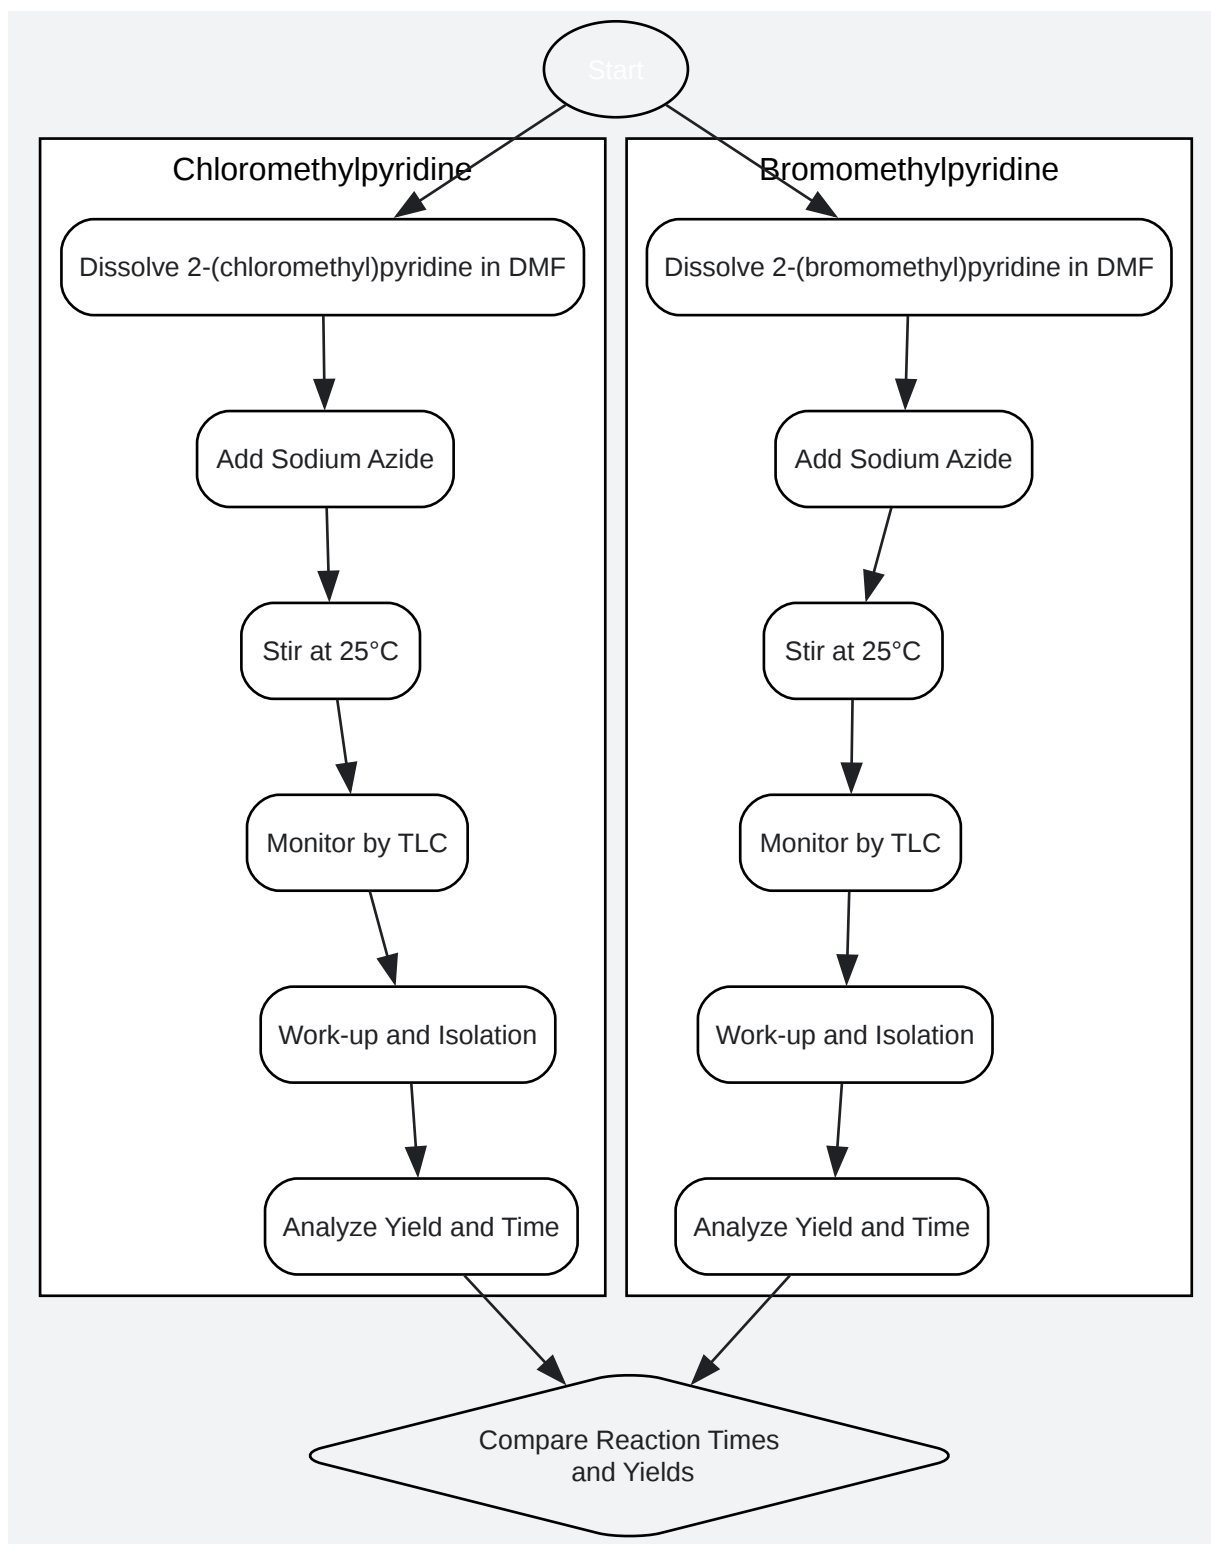 Start
Chloromethylpyridine
Dissolve 2-(chloromethyl)pyridine in DMF
Add Sodium Azide
Stir at 25°C
Monitor by TLC
Work-up and Isolation
Analyze Yield and Time
Bromomethylpyridine
Dissolve 2-(bromomethyl)pyridine in DMF
Add Sodium Azide
Stir at 25°C
Monitor by TLC
Work-up and Isolation
Analyze Yield and Time
Compare Reaction Times
and Yields